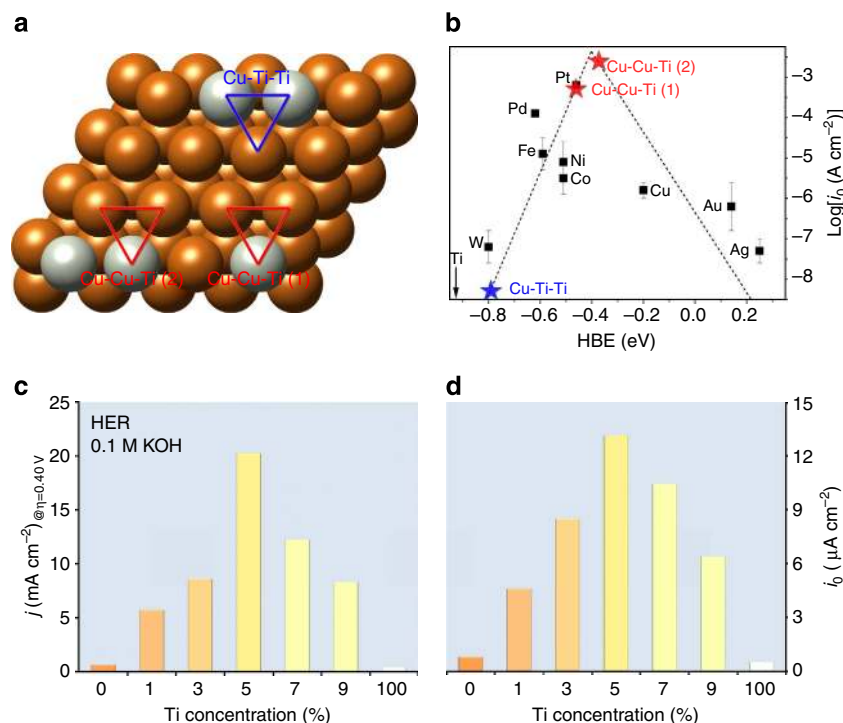 a
Cu-Ti-Ti
Cu-Cu-Ti (2)
Cu-Cu-Ti (1)
b
Cu-Cu-Ti (2)
Pt
Cu-Cu-Ti (1)
Pd
Fe
Ni
Co
Cu
Au
W
Ag
Ti
Cu-Ti-Ti
−3
−4
−5
−6
−7
−8
Log[i₀ (A cm⁻²)]
−0.8 −0.6 −0.4 −0.2 0.0 0.2
HBE (eV)
c
HER
0.1 M KOH
25
20
15
10
5
0
j (mA cm⁻²) @η=0.40 V
0 1 3 5 7 9 100
Ti concentration (%)
d
15
12
9
6
3
0
i₀ ( μA cm⁻²)
0 1 3 5 7 9 100
Ti concentration (%)